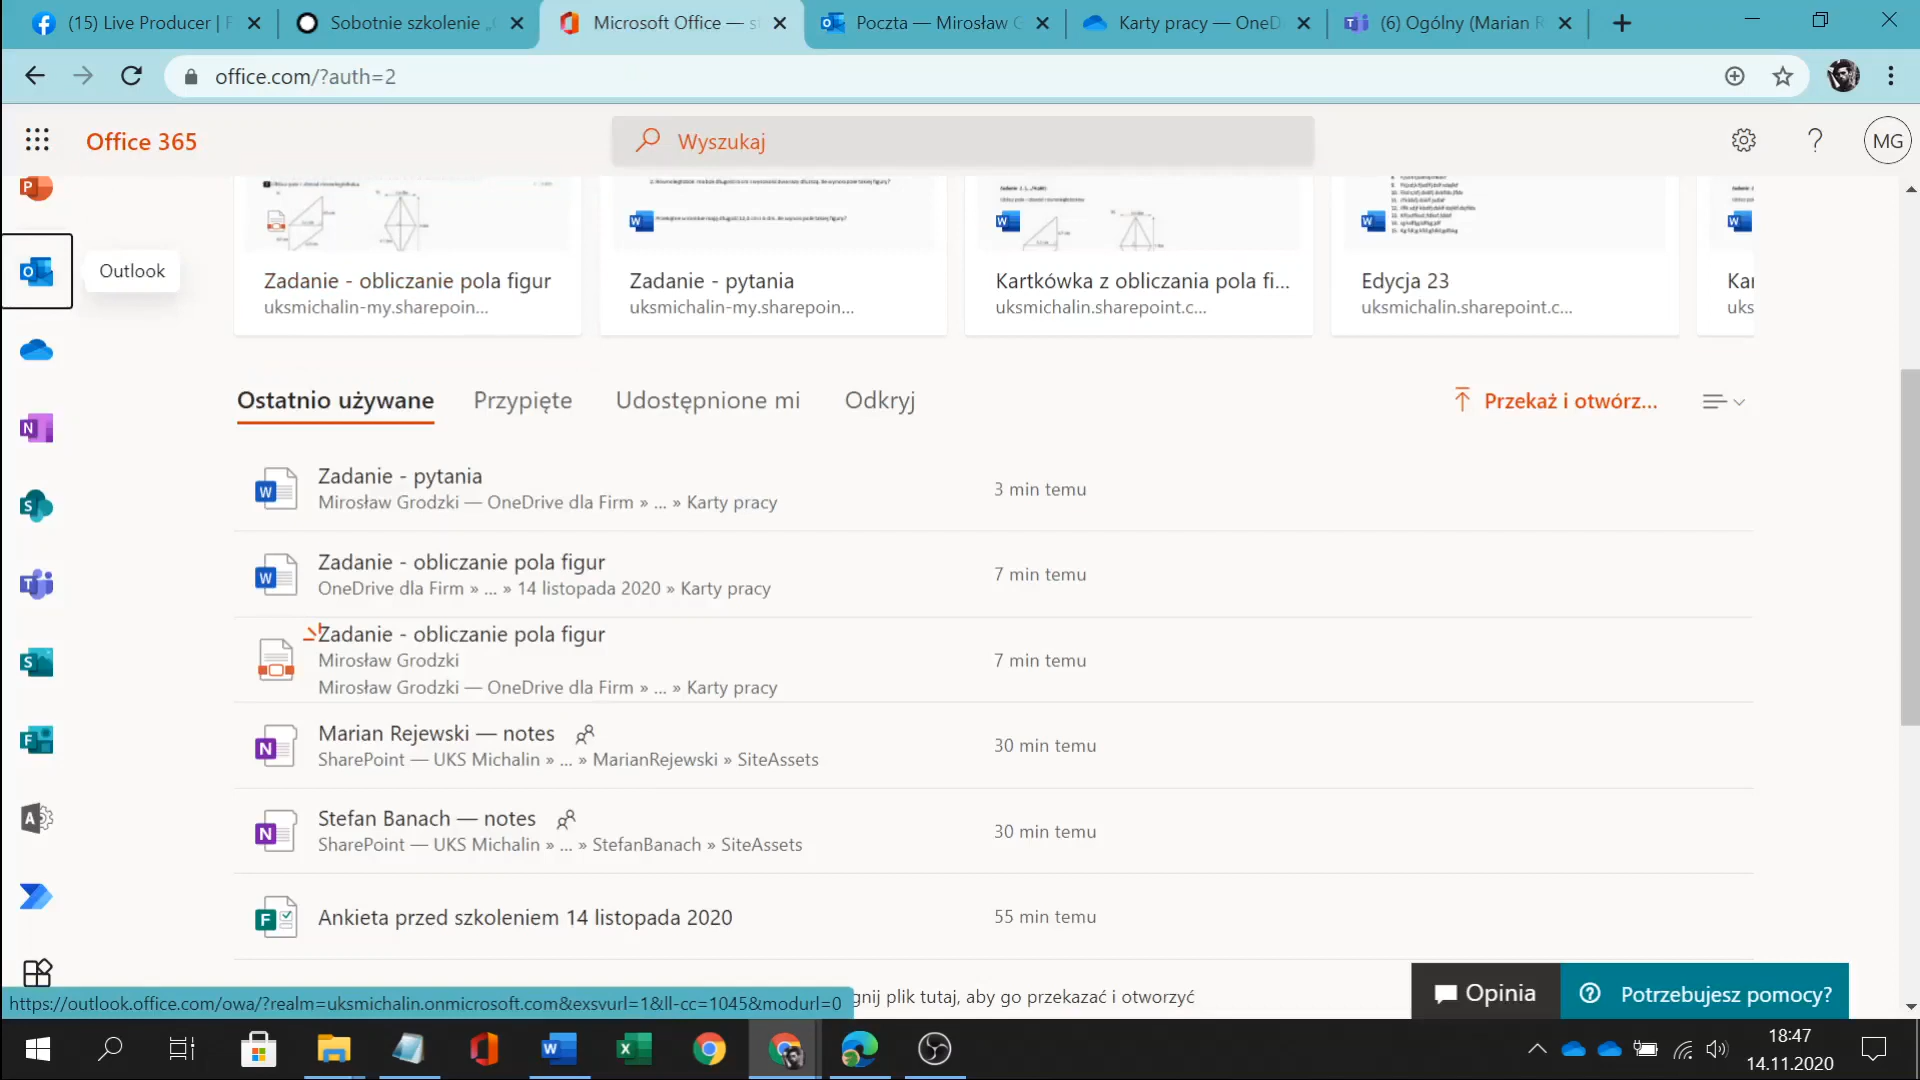 (15) Live Producer | F
Sobotnie szkolenie „
Microsoft Office — s
Poczta — Mirosław G
Karty pracy — OneD
(6) Ogólny (Marian R
office.com/?auth=2
Office 365
Wyszukaj
MG
Outlook
Zadanie - obliczanie pola figur
uksmichalin-my.sharepoin...
Zadanie - pytania
uksmichalin-my.sharepoin...
Kartkówka z obliczania pola fi...
uksmichalin.sharepoint.c...
Edycja 23
uksmichalin.sharepoint.c...
Kar
uks
Ostatnio używane
Przypięte
Udostępnione mi
Odkryj
Przekaż i otwórz...
Zadanie - pytania
Mirosław Grodzki — OneDrive dla Firm » ... » Karty pracy
3 min temu
Zadanie - obliczanie pola figur
OneDrive dla Firm » ... » 14 listopada 2020 » Karty pracy
7 min temu
Zadanie - obliczanie pola figur
Mirosław Grodzki
Mirosław Grodzki — OneDrive dla Firm » ... » Karty pracy
7 min temu
Marian Rejewski — notes
SharePoint — UKS Michalin » ... » MarianRejewski » SiteAssets
30 min temu
Stefan Banach — notes
SharePoint — UKS Michalin » ... » StefanBanach » SiteAssets
30 min temu
Ankieta przed szkoleniem 14 listopada 2020
55 min temu
gnij plik tutaj, aby go przekazać i otworzyć
Opinia
Potrzebujesz pomocy?
https://outlook.office.com/owa/?realm=uksmichalin.onmicrosoft.com&exsvurl=1&ll-cc=1045&modurl=0
18:47
14.11.2020